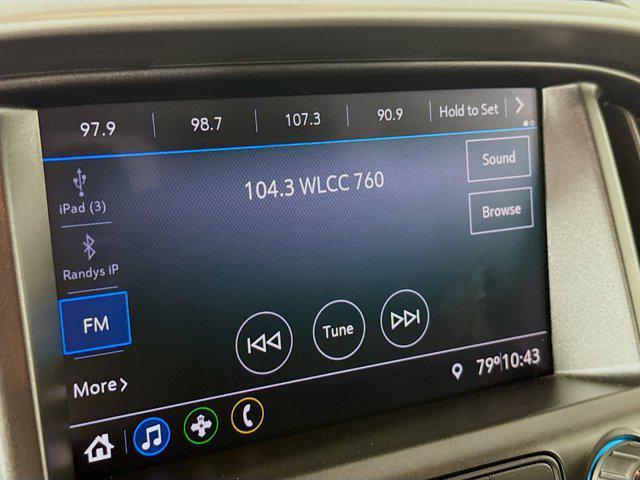 97.9 98.7 107.3 90.9 Hold to Set
iPad (3)
104.3 WLCC 760
Sound
Browse
Randys iP
FM
Tune
More
79° 10:43